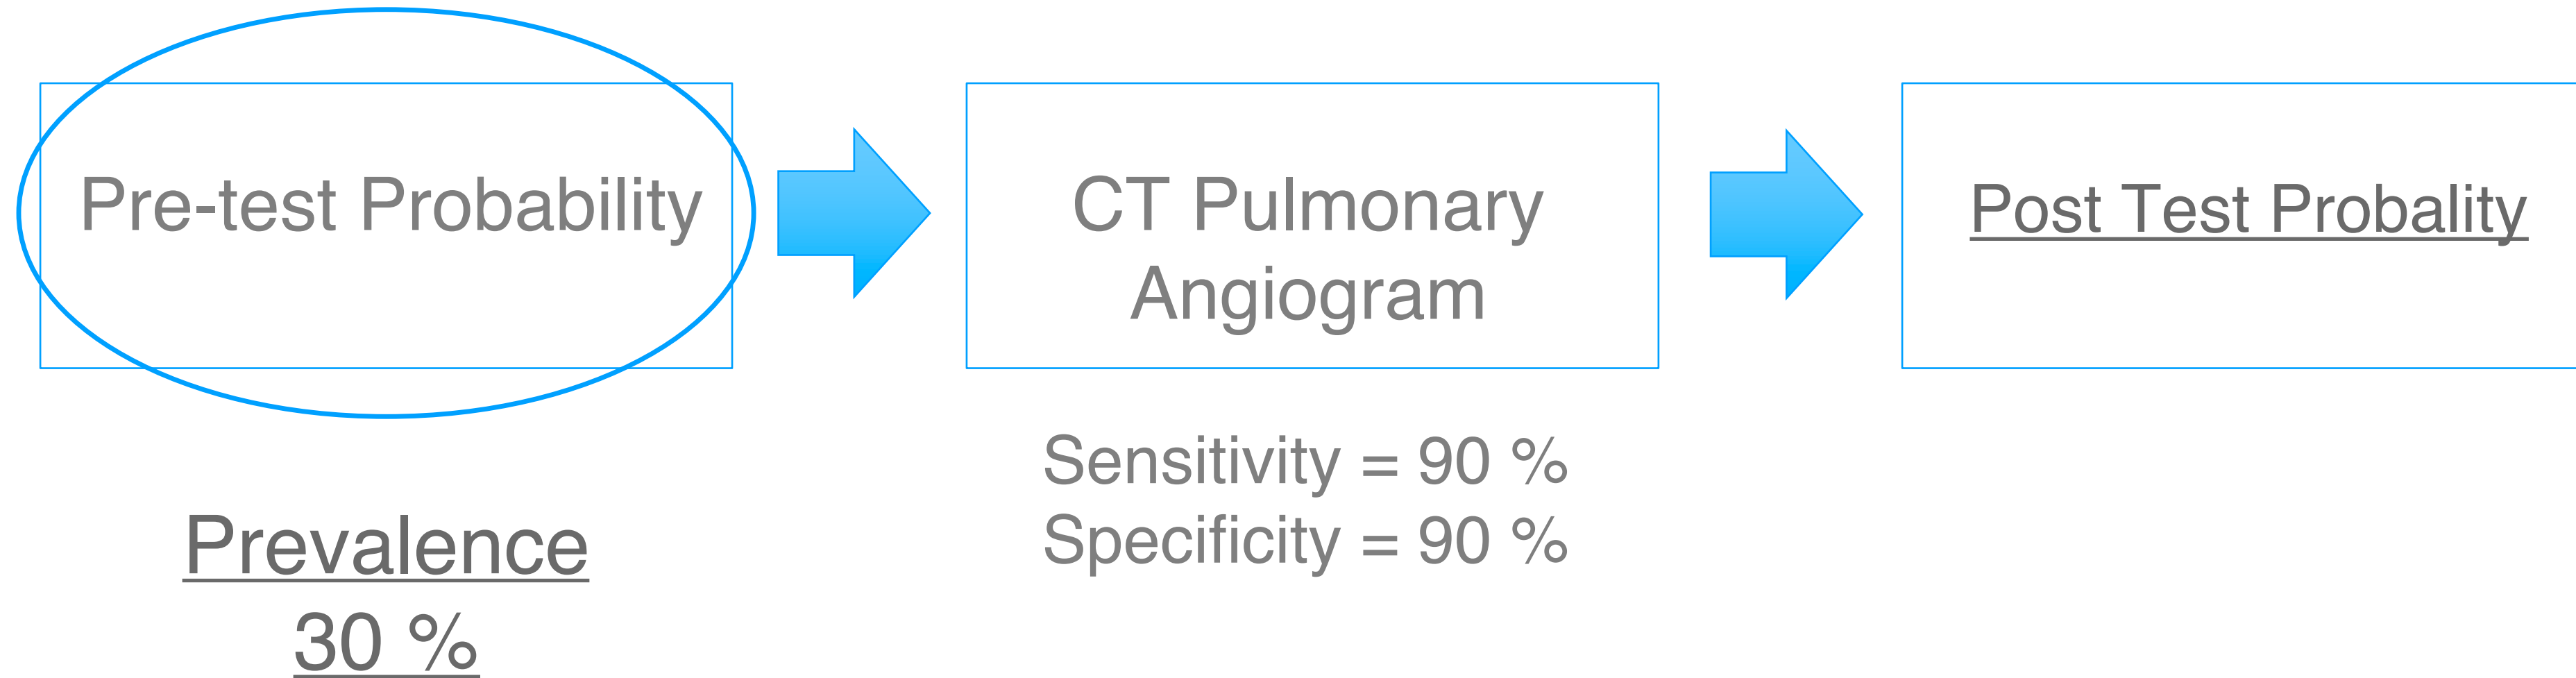 Pre-test Probability
CT Pulmonary
Angiogram
Post Test Probality
Sensitivity = 90 %
Specificity = 90 %
Prevalence
30 %